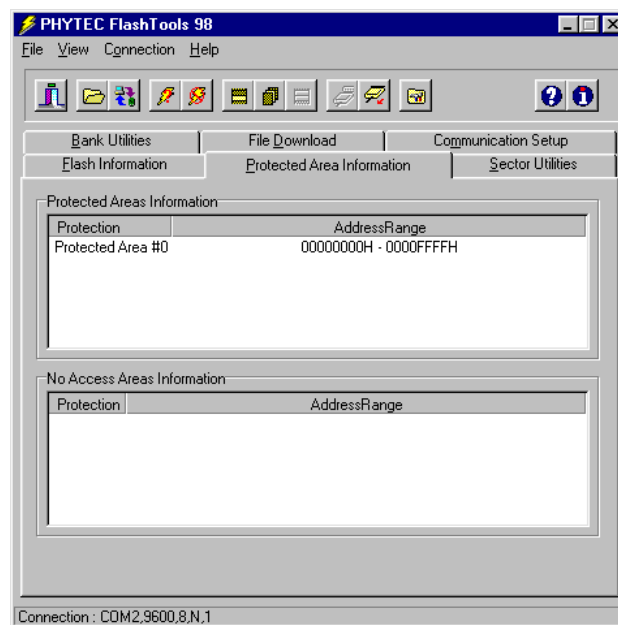 PHYTEC FlashTools 98
File View Connection Help
Bank Utilities File Download Communication Setup
Flash Information Protected Area Information Sector Utilities
Protected Areas Information
Protection AddressRange
Protected Area #0 00000000H - 0000FFFFH
No Access Areas Information
Protection AddressRange
Connection : COM2,9600,8,N,1